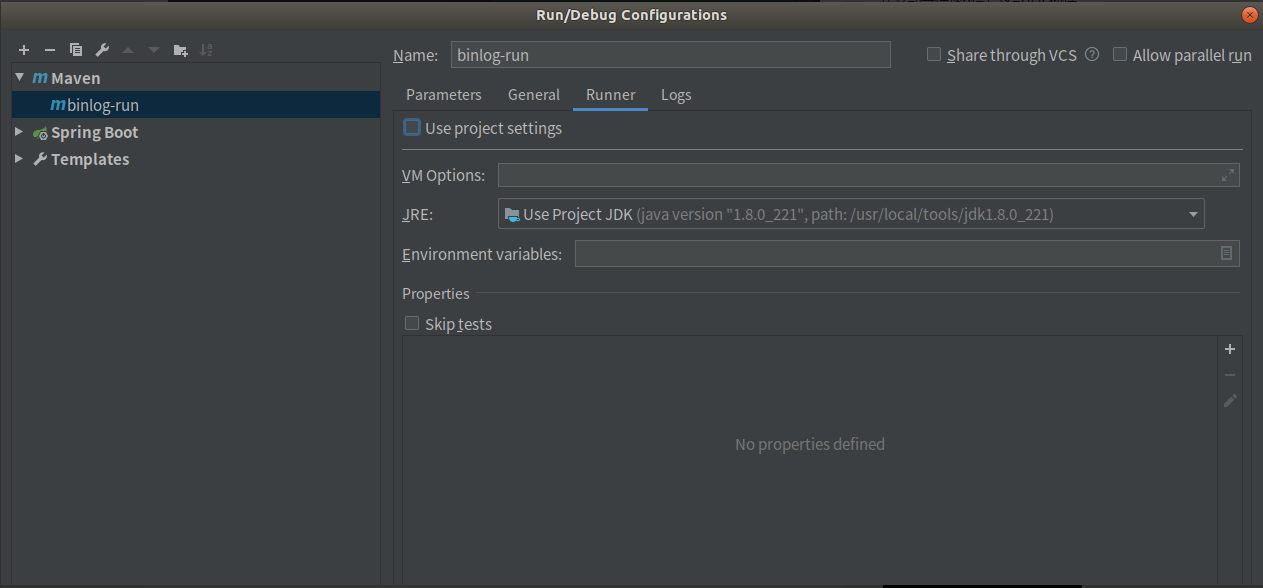 Run/Debug Configurations
Name: binlog-run
Share through VCS
Allow parallel run
Maven
binlog-run
Spring Boot
Templates
Parameters General Runner Logs
Use project settings
VM Options:
JRE: Use Project JDK (java version "1.8.0_221", path: /usr/local/tools/jdk1.8.0_221)
Environment variables:
Properties
Skip tests
No properties defined